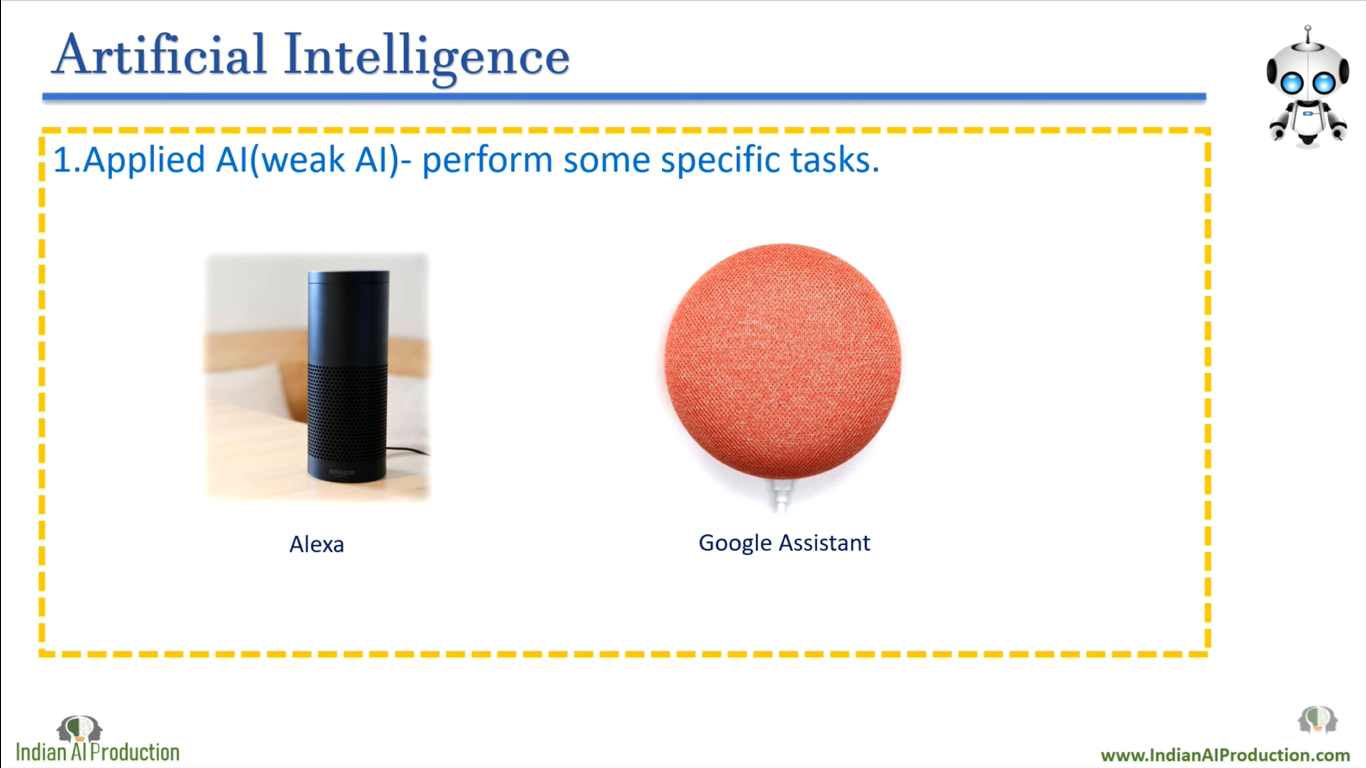 Artificial Intelligence
1.Applied AI(weak AI)- perform some specific tasks.
amazon
Alexa
Google Assistant
Indian AI Production
www.IndianAIProduction.com